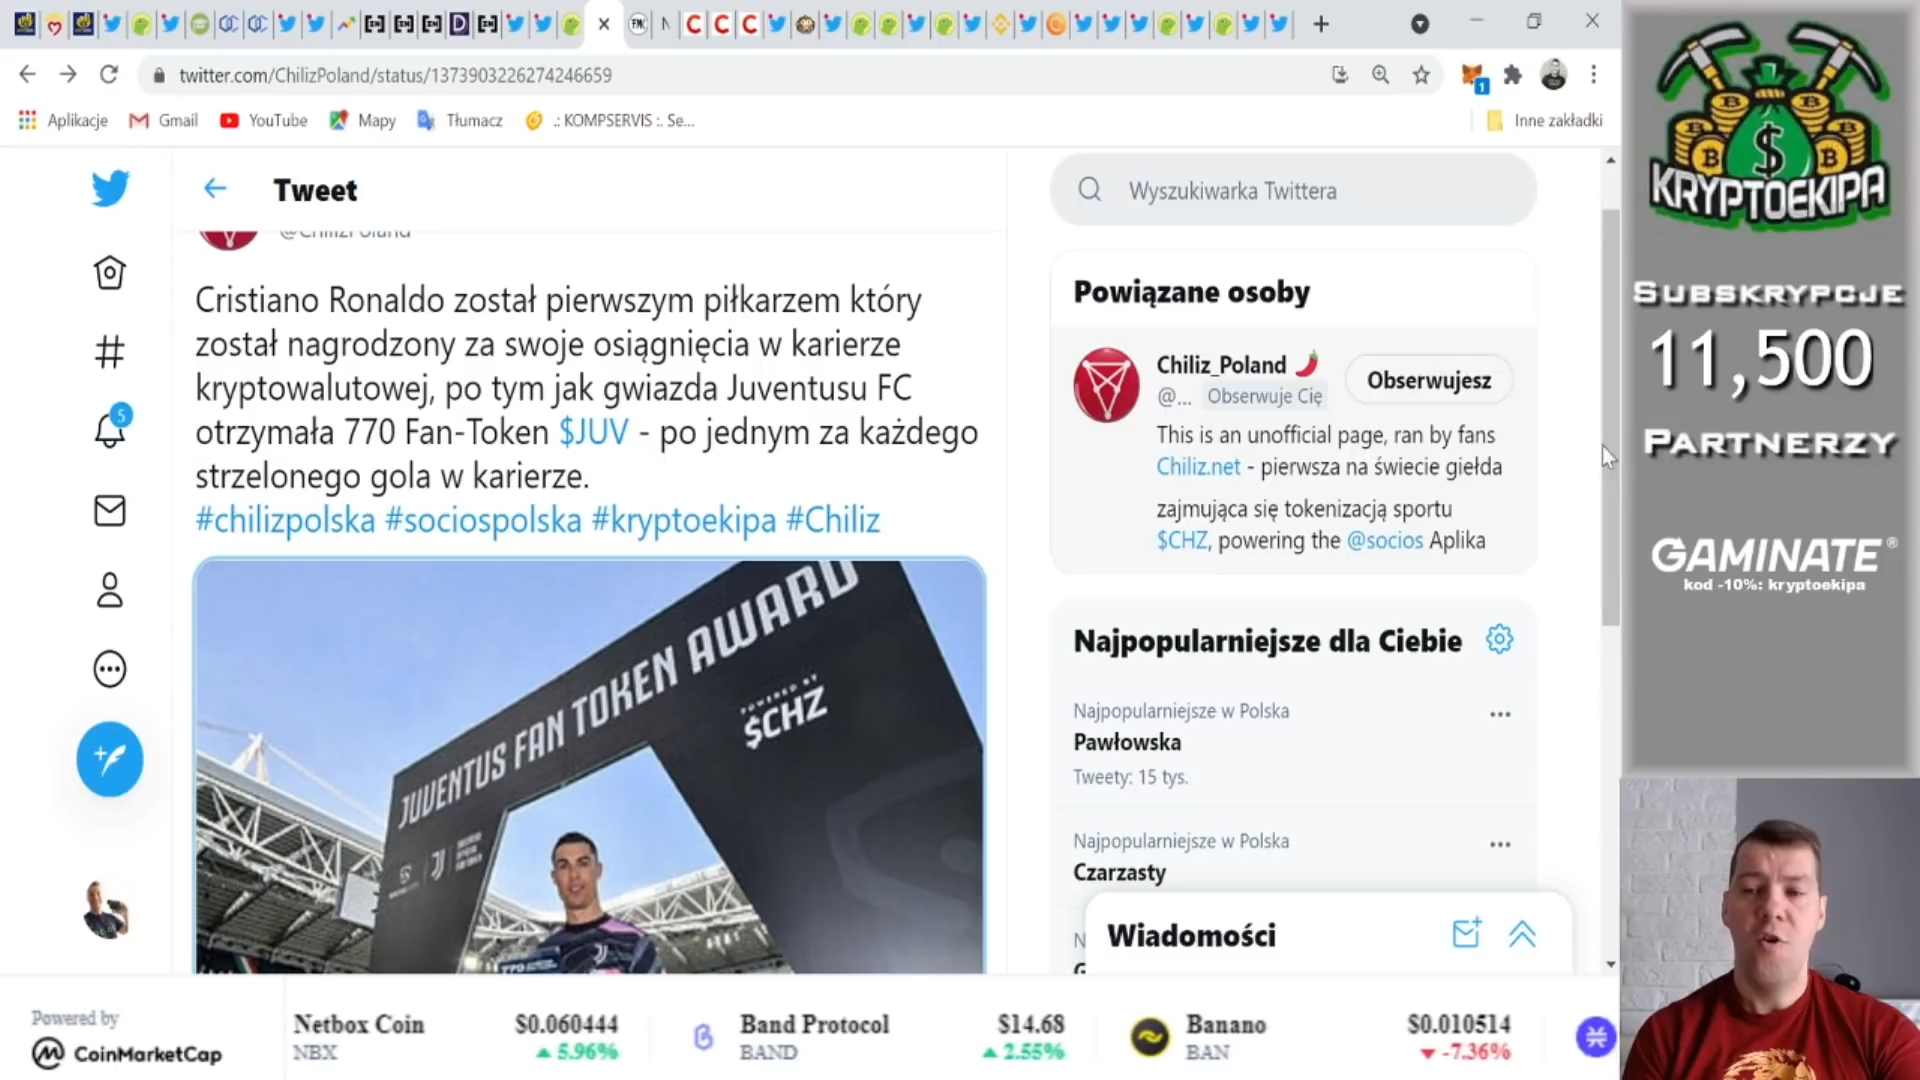 twitter.com/ChilizPoland/status/1373903226274246659
Aplikacje
Gmail
YouTube
Mapy
Tłumacz
.: KOMPSERVIS :. Se...
Inne zakładki
Tweet
@ChilizPoland
Cristiano Ronaldo został pierwszym piłkarzem który
został nagrodzony za swoje osiągnięcia w karierze
kryptowalutowej, po tym jak gwiazda Juventusu FC
otrzymała 770 Fan-Token $JUV - po jednym za każdego
strzelonego gola w karierze.
#chilizpolska #sociospolska #kryptoekipa #Chiliz
JUVENTUS FAN TOKEN AWARD
POWERED BY
$CHZ
5
1
Wyszukiwarka Twittera
Powiązane osoby
Chiliz_Poland
@... Obserwuje Cię
Obserwujesz
This is an unofficial page, ran by fans
Chiliz.net - pierwsza na świecie giełda
zajmująca się tokenizacją sportu
$CHZ, powering the @socios Aplika
Najpopularniejsze dla Ciebie
Najpopularniejsze w Polska
Pawłowska
Tweety: 15 tys.
Najpopularniejsze w Polska
Czarzasty
Wiadomości
KRYPTOEKIPA
SUBSKRYPCJE
11,500
PARTNERZY
GAMINATE®
kod -10%: kryptoekipa
Powered by
CoinMarketCap
Netbox Coin $0.060444
NBX 5.96%
Band Protocol $14.68
BAND 2.55%
Banano $0.010514
BAN -7.36%